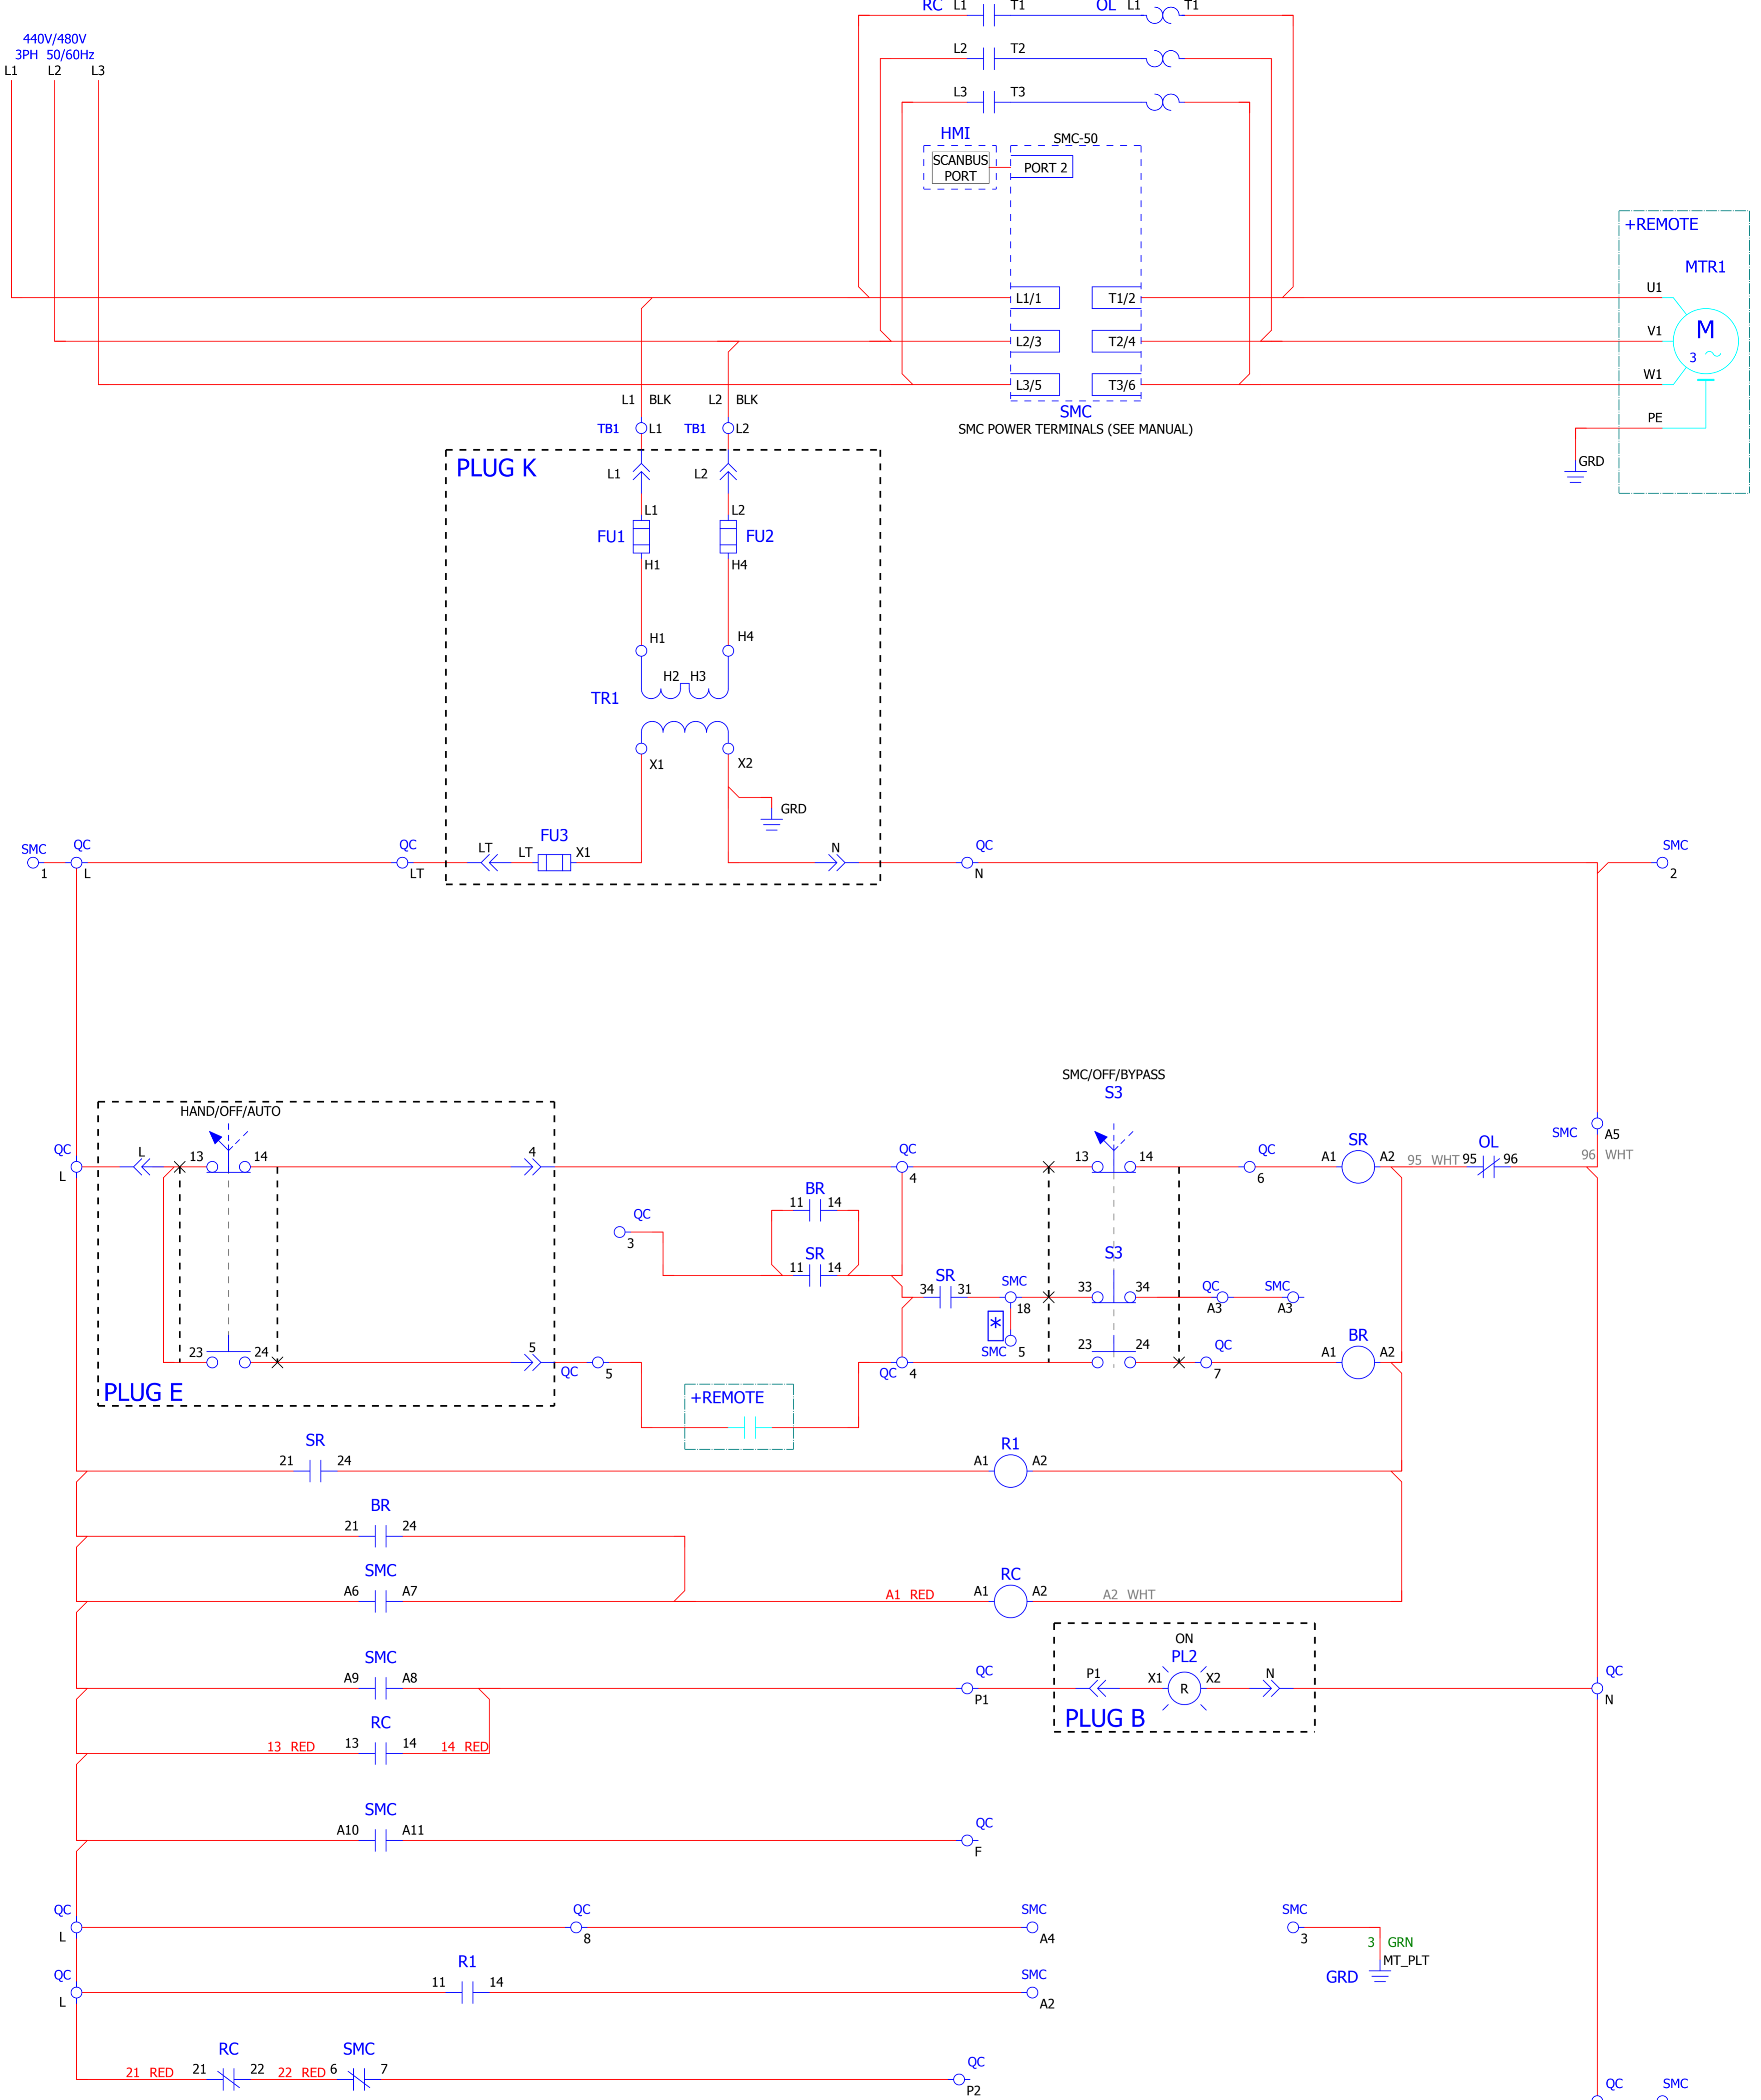 RC L1 T1 OL L1 T1
440V/480V
3PH 50/60Hz
L1 L2 L3
L2 T2
L3 T3
HMI
SMC-50
SCANBUS
PORT
PORT 2
+REMOTE
MTR1
L1/1 T1/2 U1
M
3
L2/3 T2/4 V1
L3/5 T3/6 W1
SMC
SMC POWER TERMINALS (SEE MANUAL)
PE
GRD
L1 BLK L2 BLK
TB1 L1 TB1 L2
PLUG K
L1 L2
L1 L2
FU1 FU2
H1 H4
H1 H4
H2 H3
TR1
X1 X2
GRD
SMC QC QC FU3 QC SMC
LT LT X1 N
1 L LT N 2
SMC/OFF/BYPASS
S3
HAND/OFF/AUTO
QC L 13 14 4 QC 13 14 QC SR OL SMC A5
L 4 6 A1 A2 95 WHT 95 96 96 WHT
BR
11 14
QC
3
SR
11 14
S3
SR
34 31
SMC
18
33 34
QC
A3
SMC
A3
*
SMC 5
23 24 5 QC 5 QC 4 23 24 QC 7 BR A1 A2
PLUG E
+REMOTE
SR
21 24
R1
A1 A2
BR
21 24
SMC
A6 A7
A1 RED
RC
A1 A2
A2 WHT
ON
PL2
SMC
A9 A8
QC
P1
P1 X1 R X2 N
QC
N
PLUG B
RC
13 RED 13 14 14 RED
SMC
A10 A11
QC
F
QC
L
QC
8
SMC
A4
SMC
3
3 GRN
MT_PLT
GRD
QC
L
R1
11 14
SMC
A2
RC SMC
21 RED 21 22 22 RED 6 7
QC
P2
QC SMC